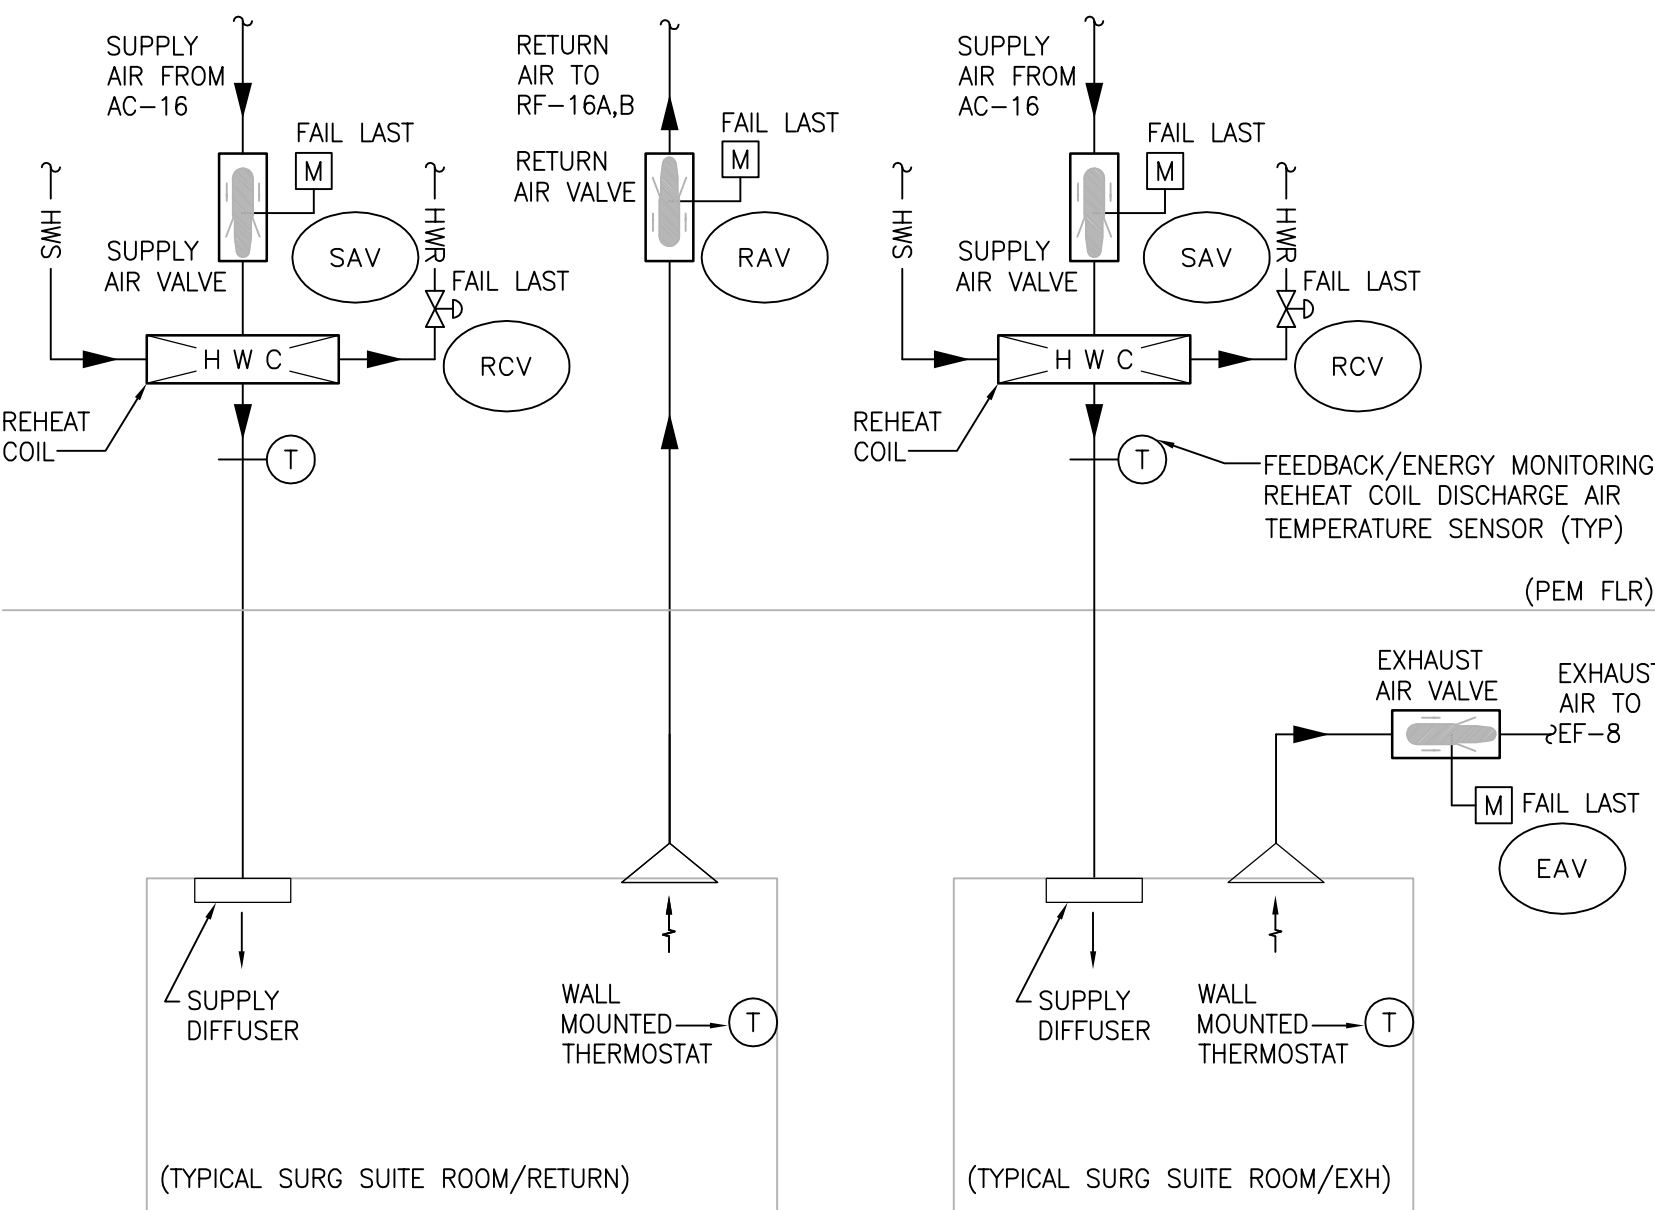 SUPPLY
AIR FROM
AC-16
FAIL LAST
M
HWS
HWR
SUPPLY
AIR VALVE
SAV
FAIL LAST
H W C
RCV
REHEAT
COIL
T
RETURN
AIR TO
RF-16A,B
FAIL LAST
M
RETURN
AIR VALVE
RAV
SUPPLY
AIR FROM
AC-16
FAIL LAST
M
HWS
HWR
SUPPLY
AIR VALVE
SAV
FAIL LAST
H W C
RCV
REHEAT
COIL
T
FEEDBACK/ENERGY MONITORING
REHEAT COIL DISCHARGE AIR
TEMPERATURE SENSOR (TYP)
(PEM FLR)
EXHAUST
AIR VALVE
EXHAUST
AIR TO
EF-8
M
FAIL LAST
EAV
SUPPLY
DIFFUSER
WALL
MOUNTED
THERMOSTAT
T
(TYPICAL SURG SUITE ROOM/RETURN)
SUPPLY
DIFFUSER
WALL
MOUNTED
THERMOSTAT
T
(TYPICAL SURG SUITE ROOM/EXH)